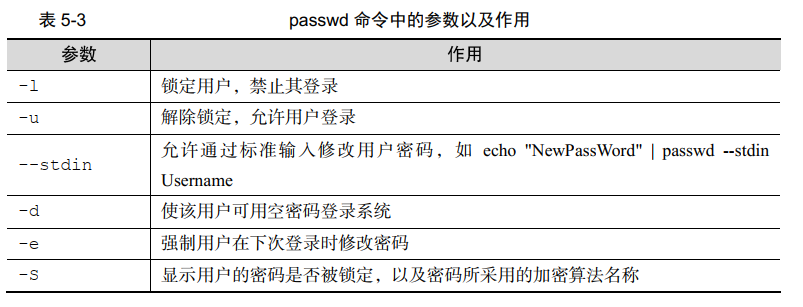 表 5-3 passwd 命令中的参数以及作用
参数 作用
-l 锁定用户，禁止其登录
-u 解除锁定，允许用户登录
--stdin 允许通过标准输入修改用户密码，如 echo "NewPassWord" | passwd --stdin
Username
-d 使该用户可用空密码登录系统
-e 强制用户在下次登录时修改密码
-S 显示用户的密码是否被锁定，以及密码所采用的加密算法名称